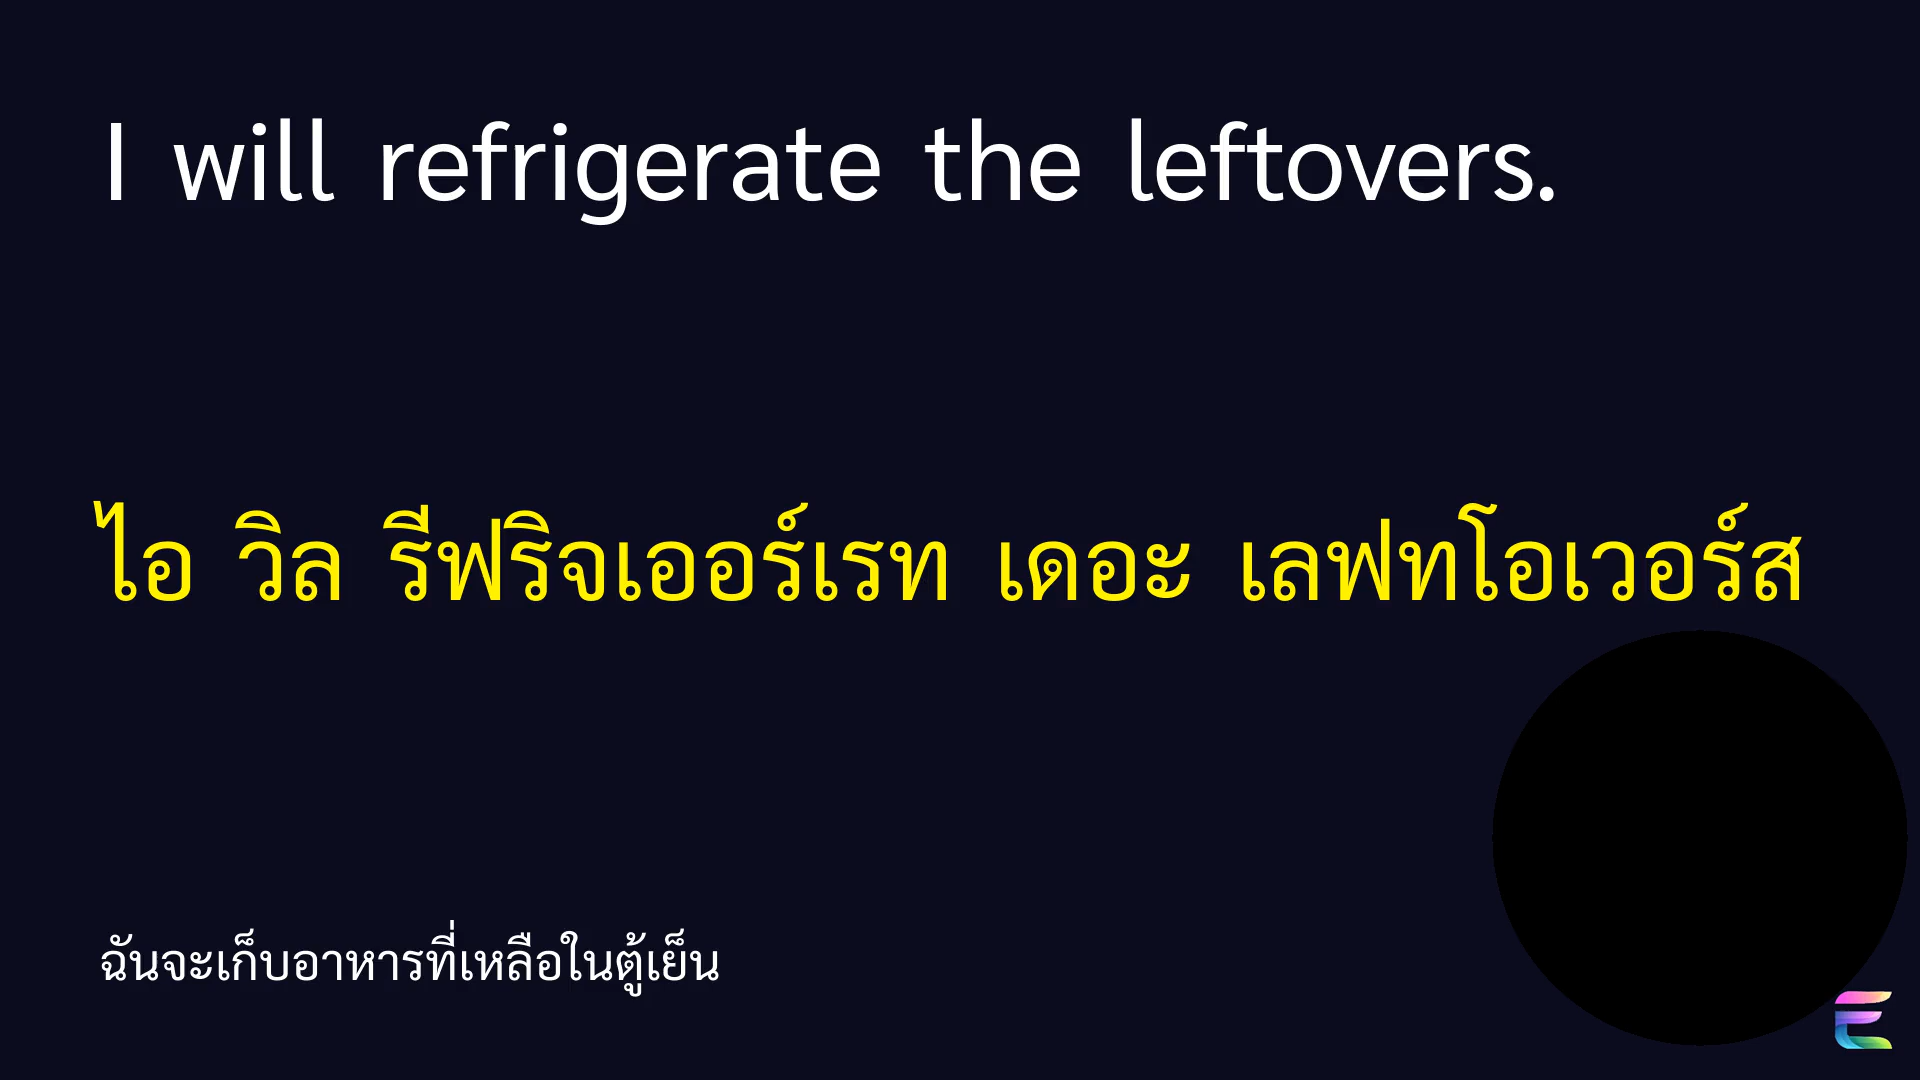 I will refrigerate the leftovers.
ไอ วิล รีฟริจเออร์เรท เดอะ เลฟทโอเวอร์ส
ฉันจะเก็บอาหารที่เหลือในตู้เย็น